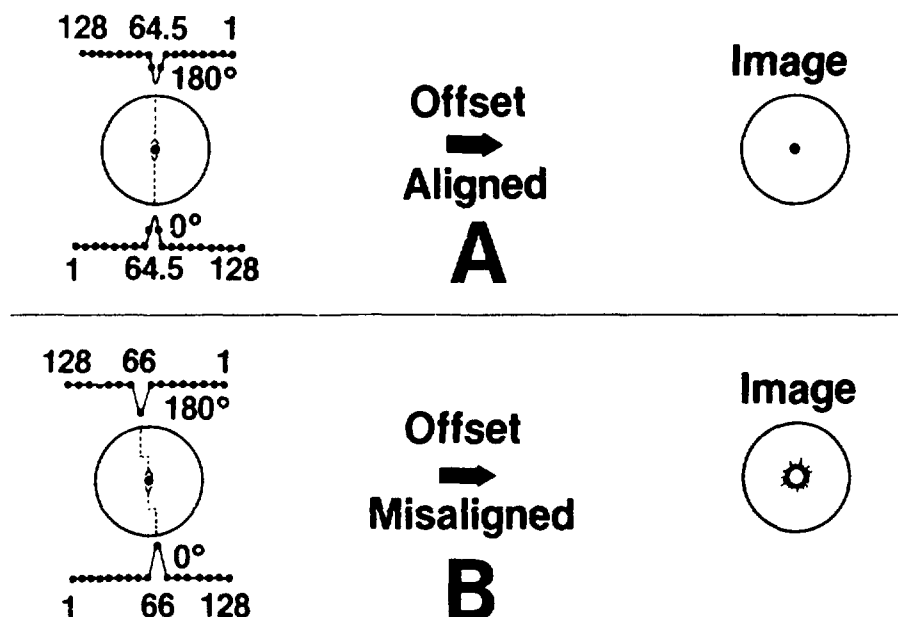 128 64.5 1
180°
0°
1 64.5 128
Offset
Aligned
A
Image
128 66 1
180°
0°
1 66 128
Offset
Misaligned
B
Image